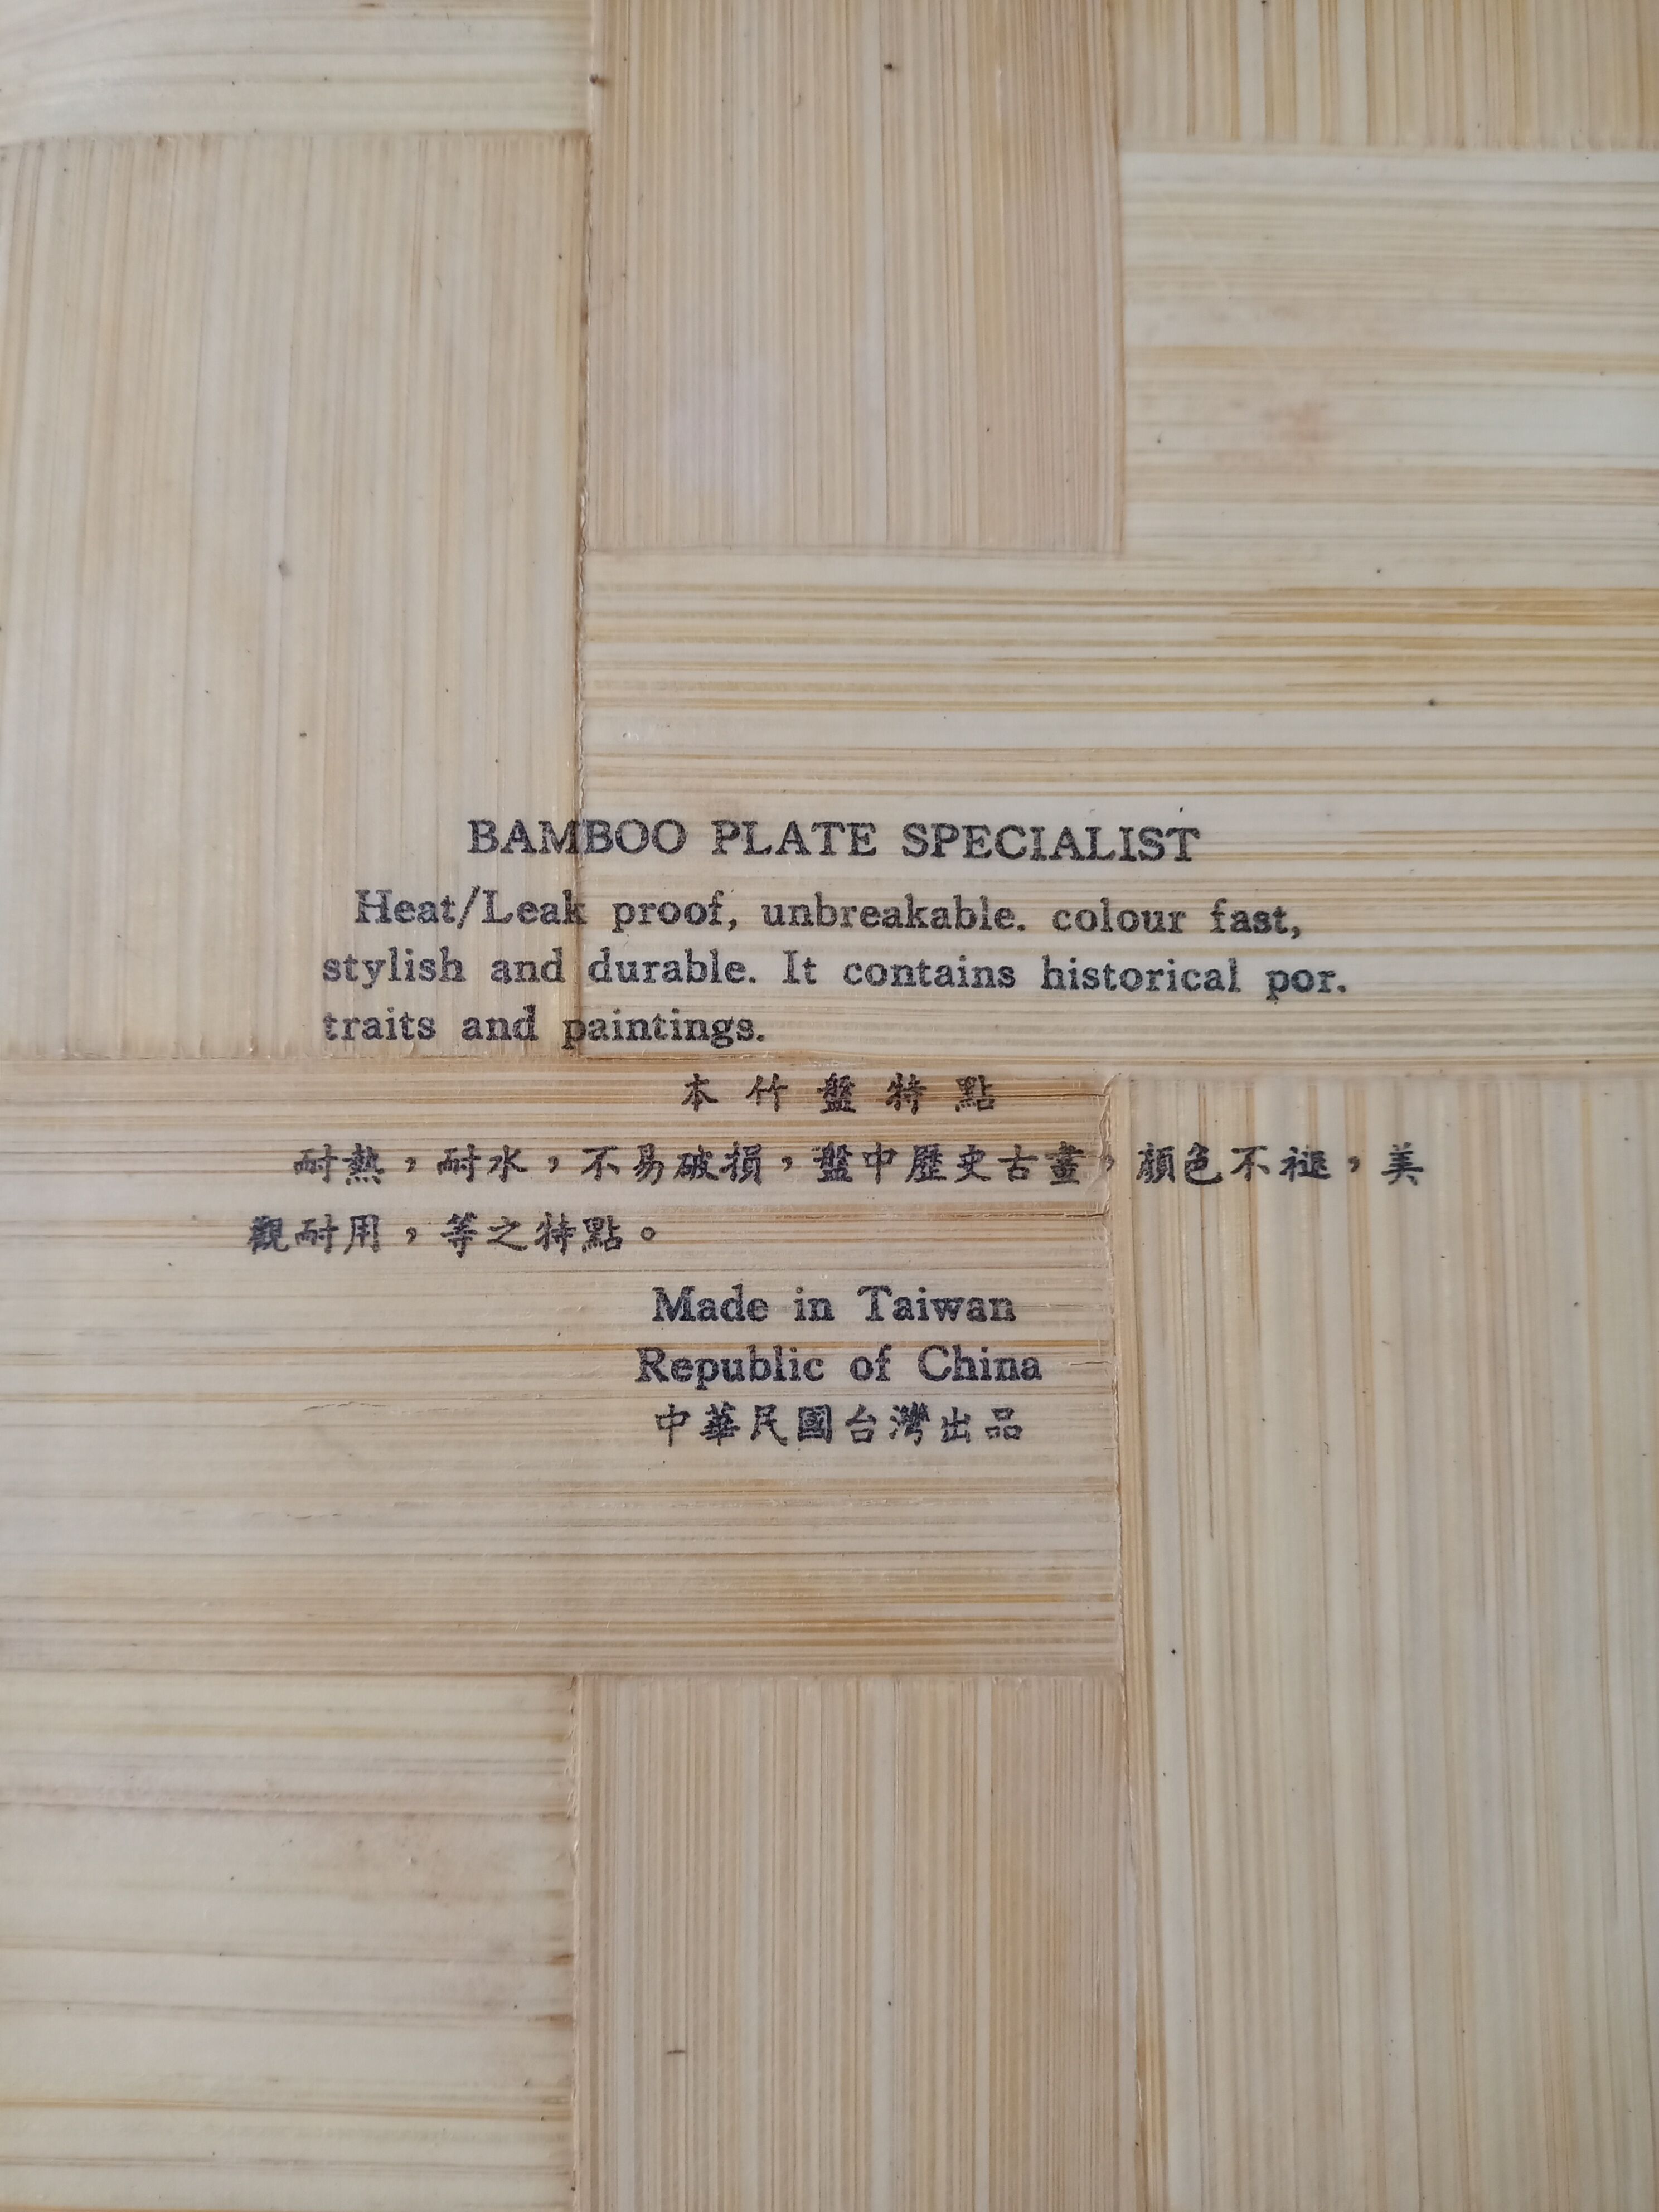 BAMBOO PLATE SPECIALIST
Heat/Leak proof, unbreakable. colour fast,
stylish and durable. It contains historical por.
traits and paintings.
本竹盤特點
耐熱，耐水，不易破損，盤中歷史古畫，顏色不褪，美
觀耐用，等之特點。
Made in Taiwan
Republic of China
中華民國台灣出品